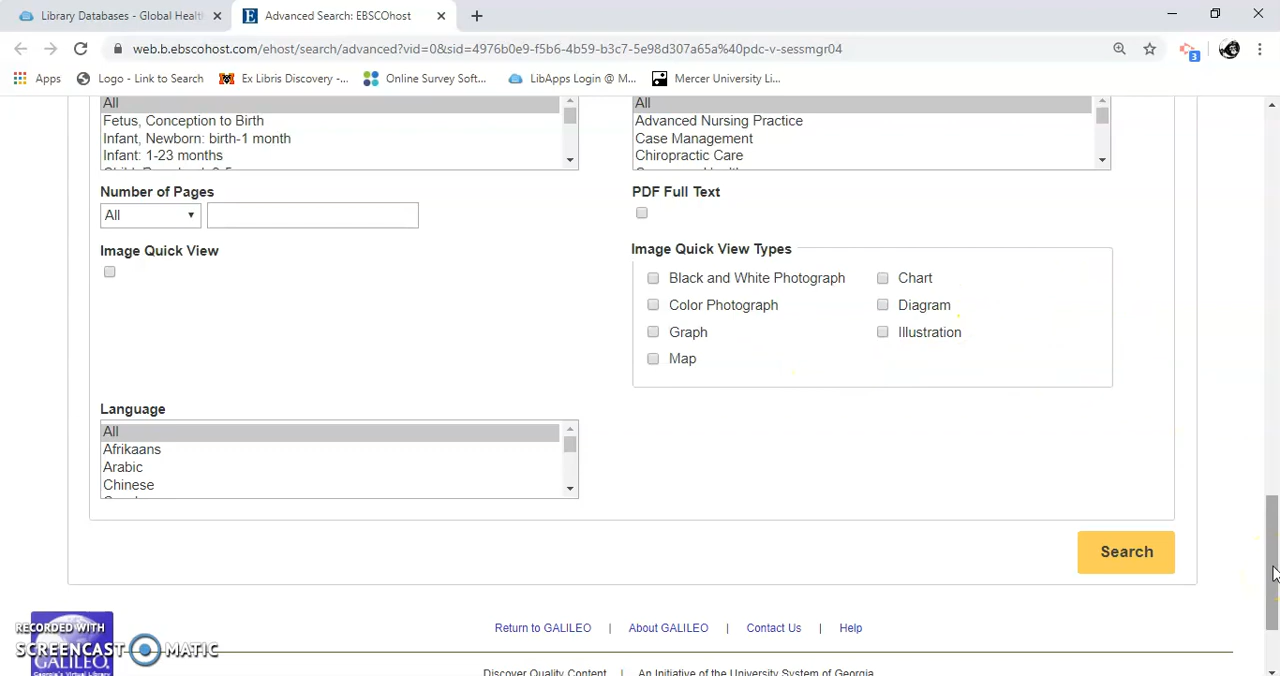 Library Databases - Global Healt
Advanced Search: EBSCOhost
web.b.ebscohost.com/ehost/search/advanced?vid=0&sid=4976b0e9-f5b6-4b59-b3c7-5e98d307a65a%40pdc-v-sessmgr04
3
Apps
Logo - Link to Search
Ex Libris Discovery -...
Online Survey Soft...
LibApps Login @ M...
Mercer University Li...
All
Fetus, Conception to Birth
Infant, Newborn: birth-1 month
Infant: 1-23 months
All
Advanced Nursing Practice
Case Management
Chiropractic Care
Number of Pages
All
PDF Full Text
Image Quick View
Image Quick View Types
Black and White Photograph
Chart
Color Photograph
Diagram
Graph
Illustration
Map
Language
All
Afrikaans
Arabic
Chinese
Search
Return to GALILEO | About GALILEO | Contact Us | Help
RECORDED WITH
SCREENCAST MATIC
GALILEO
Discover Quality Content | An Initiative of the University System of Georgia